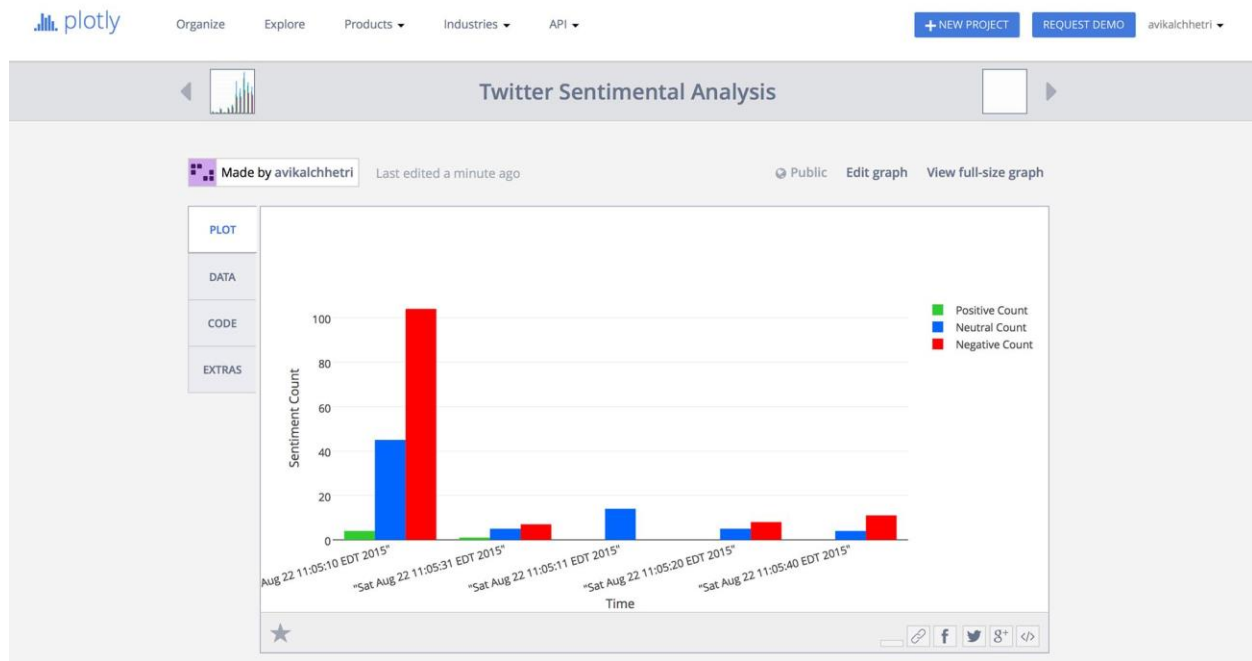 plotly Organize Explore Products Industries API + NEW PROJECT REQUEST DEMO avikalchhetri
Twitter Sentimental Analysis
Made by avikalchhetri Last edited a minute ago Public Edit graph View full-size graph
PLOT
DATA
CODE
EXTRAS
Sentiment Count
100
80
60
40
20
0
Positive Count
Neutral Count
Negative Count
Aug 22 11:05:10 EDT 2015"
"Sat Aug 22 11:05:31 EDT 2015"
"Sat Aug 22 11:05:11 EDT 2015"
"Sat Aug 22 11:05:20 EDT 2015"
"Sat Aug 22 11:05:40 EDT 2015"
Time
f g+ </>